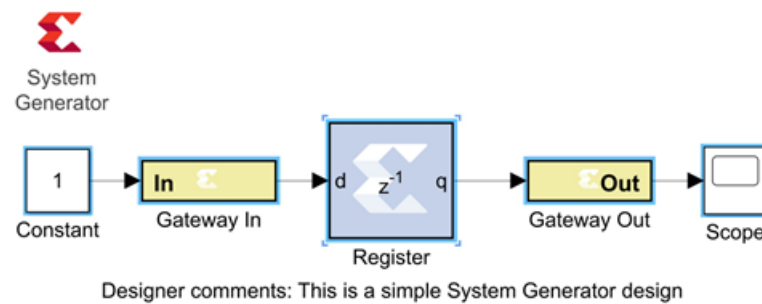 System
Generator
1
Constant
In
Gateway In
d
z-1
q
Register
Out
Gateway Out
Scope
Designer comments: This is a simple System Generator design